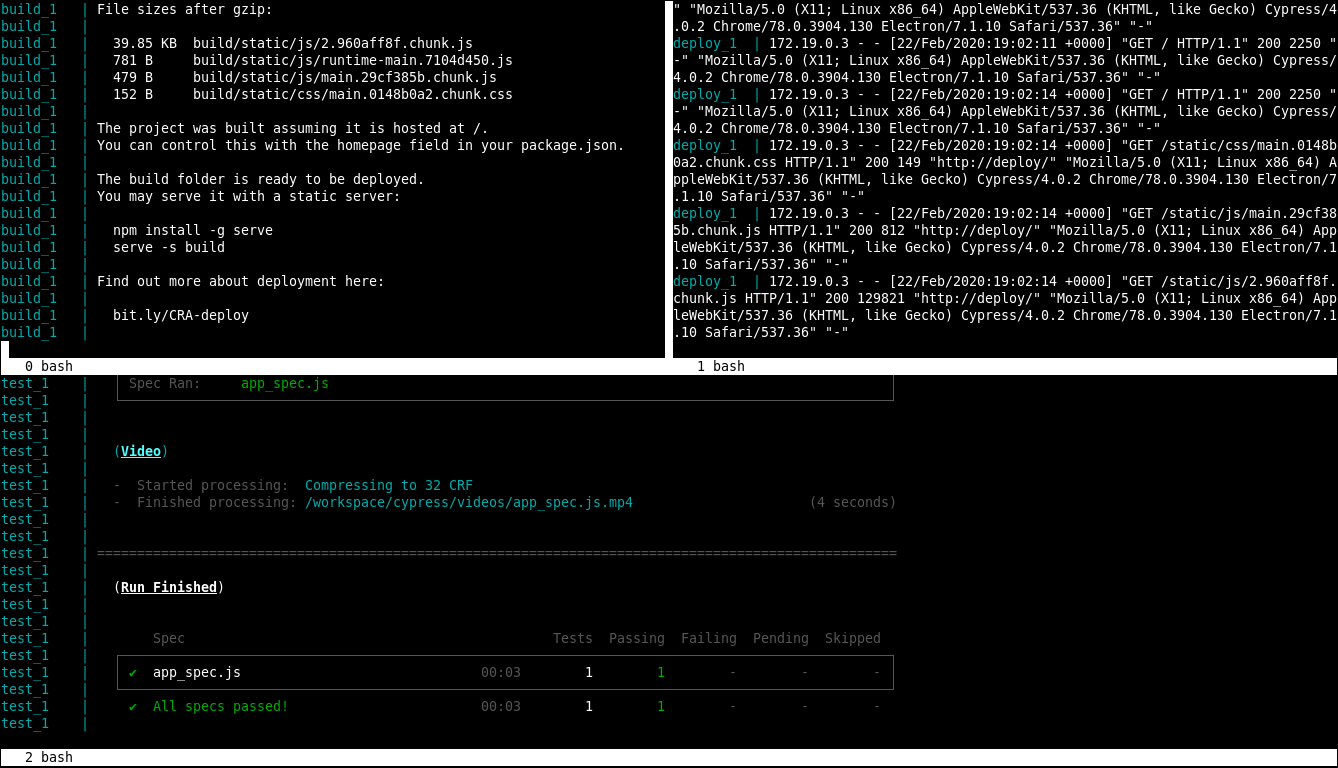 build_1   | File sizes after gzip:
build_1   |
build_1   |   39.85 KB  build/static/js/2.960aff8f.chunk.js
build_1   |   781 B     build/static/js/runtime-main.7104d450.js
build_1   |   479 B     build/static/js/main.29cf385b.chunk.js
build_1   |   152 B     build/static/css/main.0148b0a2.chunk.css
build_1   |
build_1   | The project was built assuming it is hosted at /.
build_1   | You can control this with the homepage field in your package.json.
build_1   |
build_1   | The build folder is ready to be deployed.
build_1   | You may serve it with a static server:
build_1   |
build_1   |   npm install -g serve
build_1   |   serve -s build
build_1   |
build_1   | Find out more about deployment here:
build_1   |
build_1   |   bit.ly/CRA-deploy
build_1   |
0 bash
" "Mozilla/5.0 (X11; Linux x86_64) AppleWebKit/537.36 (KHTML, like Gecko) Cypress/4
.0.2 Chrome/78.0.3904.130 Electron/7.1.10 Safari/537.36" "-"
deploy_1  | 172.19.0.3 - - [22/Feb/2020:19:02:11 +0000] "GET / HTTP/1.1" 200 2250 "
-" "Mozilla/5.0 (X11; Linux x86_64) AppleWebKit/537.36 (KHTML, like Gecko) Cypress/
4.0.2 Chrome/78.0.3904.130 Electron/7.1.10 Safari/537.36" "-"
deploy_1  | 172.19.0.3 - - [22/Feb/2020:19:02:14 +0000] "GET / HTTP/1.1" 200 2250 "
-" "Mozilla/5.0 (X11; Linux x86_64) AppleWebKit/537.36 (KHTML, like Gecko) Cypress/
4.0.2 Chrome/78.0.3904.130 Electron/7.1.10 Safari/537.36" "-"
deploy_1  | 172.19.0.3 - - [22/Feb/2020:19:02:14 +0000] "GET /static/css/main.0148b
0a2.chunk.css HTTP/1.1" 200 149 "http://deploy/" "Mozilla/5.0 (X11; Linux x86_64) A
ppleWebKit/537.36 (KHTML, like Gecko) Cypress/4.0.2 Chrome/78.0.3904.130 Electron/7
.1.10 Safari/537.36" "-"
deploy_1  | 172.19.0.3 - - [22/Feb/2020:19:02:14 +0000] "GET /static/js/main.29cf38
5b.chunk.js HTTP/1.1" 200 812 "http://deploy/" "Mozilla/5.0 (X11; Linux x86_64) App
leWebKit/537.36 (KHTML, like Gecko) Cypress/4.0.2 Chrome/78.0.3904.130 Electron/7.1
.10 Safari/537.36" "-"
deploy_1  | 172.19.0.3 - - [22/Feb/2020:19:02:14 +0000] "GET /static/js/2.960aff8f.
chunk.js HTTP/1.1" 200 129821 "http://deploy/" "Mozilla/5.0 (X11; Linux x86_64) App
leWebKit/537.36 (KHTML, like Gecko) Cypress/4.0.2 Chrome/78.0.3904.130 Electron/7.1
.10 Safari/537.36" "-"
1 bash
test_1    |     Spec Ran:     app_spec.js
test_1    |
test_1    |
test_1    |
test_1    |   (Video)
test_1    |
test_1    |   -  Started processing:  Compressing to 32 CRF
test_1    |   -  Finished processing: /workspace/cypress/videos/app_spec.js.mp4                      (4 seconds)
test_1    |
test_1    |
test_1    | ====================================================================================================
test_1    |
test_1    |   (Run Finished)
test_1    |
test_1    |
test_1    |        Spec                                              Tests  Passing  Failing  Pending  Skipped
test_1    |
test_1    |     ✔  app_spec.js                              00:03        1        1        -        -        -
test_1    |
test_1    |     ✔  All specs passed!                        00:03        1        1        -        -        -
test_1    |
2 bash